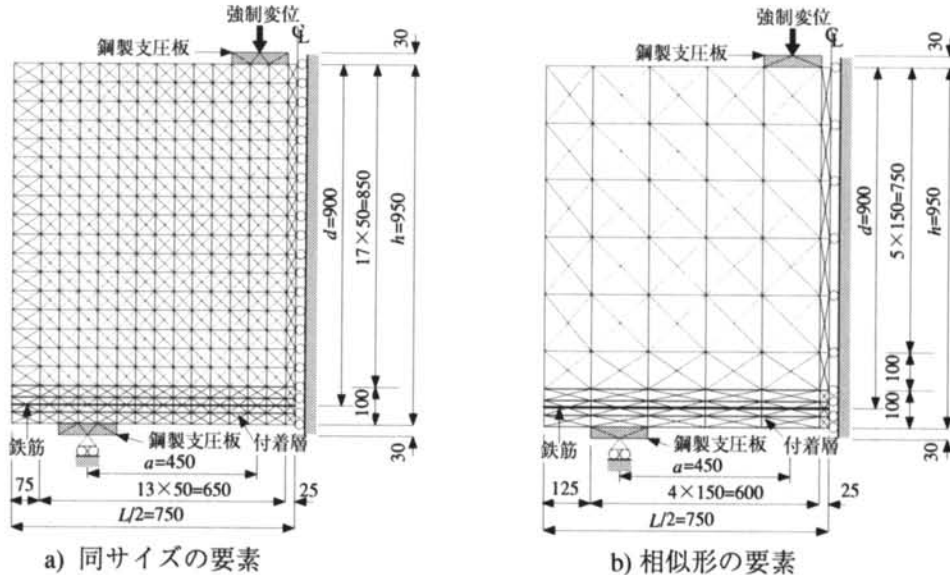 強制変位
鋼製支圧板
C
L
30
d=900
17×50=850
h=950
100
鉄筋
鋼製支圧板
付着層
30
a=450
75
13×50=650
25
L/2=750
a) 同サイズの要素
強制変位
鋼製支圧板
C
L
30
d=900
5×150=750
h=950
100
100
鉄筋
鋼製支圧板
付着層
30
a=450
125
4×150=600
25
L/2=750
b) 相似形の要素